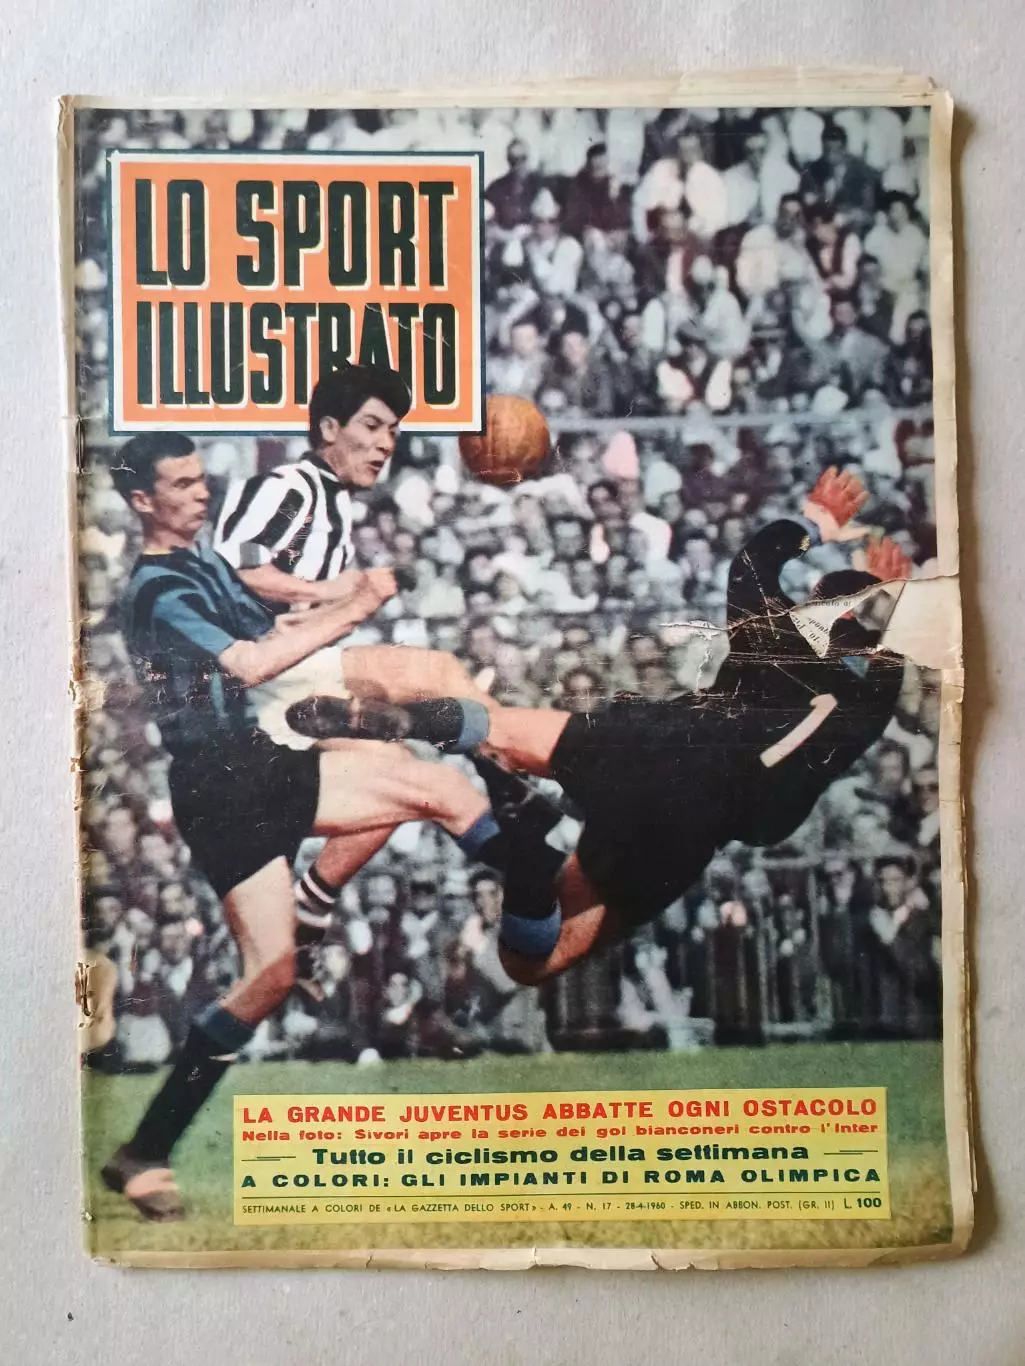 LO SPORT
ILLUSTRATO
1
LA GRANDE JUVENTUS ABBATTE OGNI OSTACOLO
Nella foto: Sivori apre la serie dei gol bianconeri contro l'Inter
Tutto il ciclismo della settimana
A COLORI: GLI IMPIANTI DI ROMA OLIMPICA
SETTIMANALE A COLORI DE «LA GAZZETTA DELLO SPORT» - A. 49 - N. 17 - 28-4-1960 - SPED. IN ABBON. POST. (GR. II) L. 100